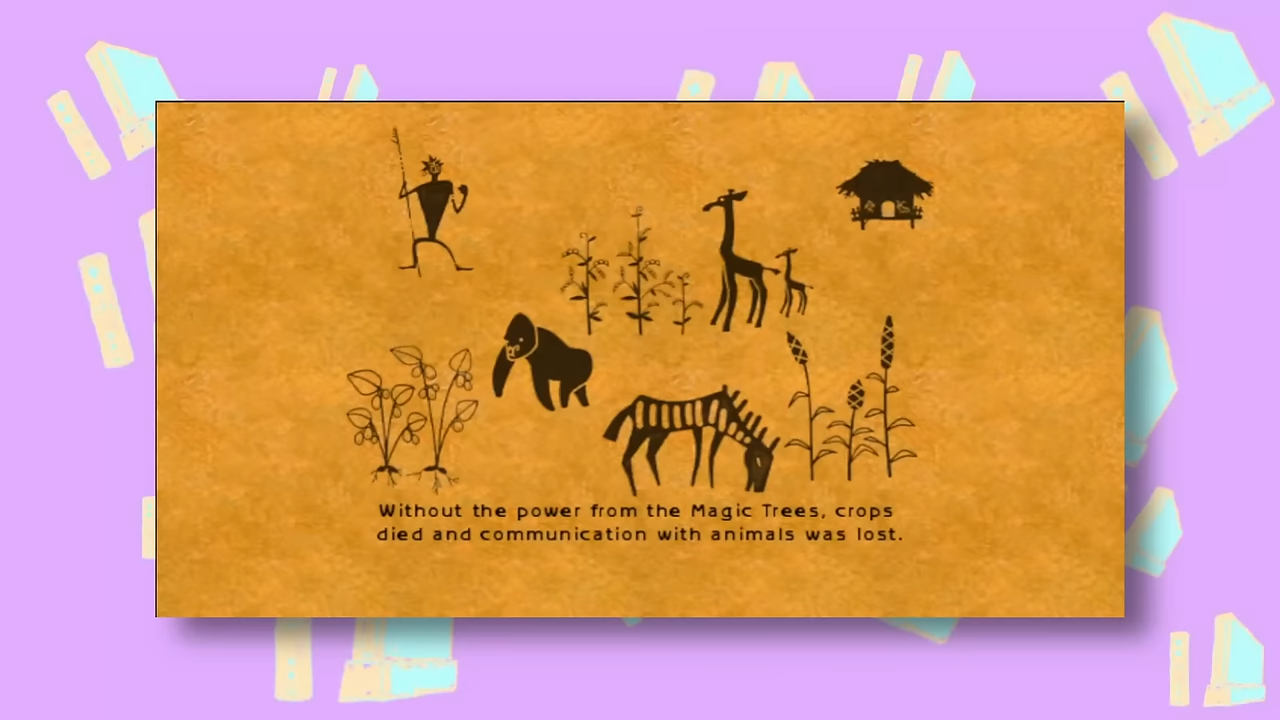 Without the power from the Magic Trees, crops
died and communication with animals was lost.